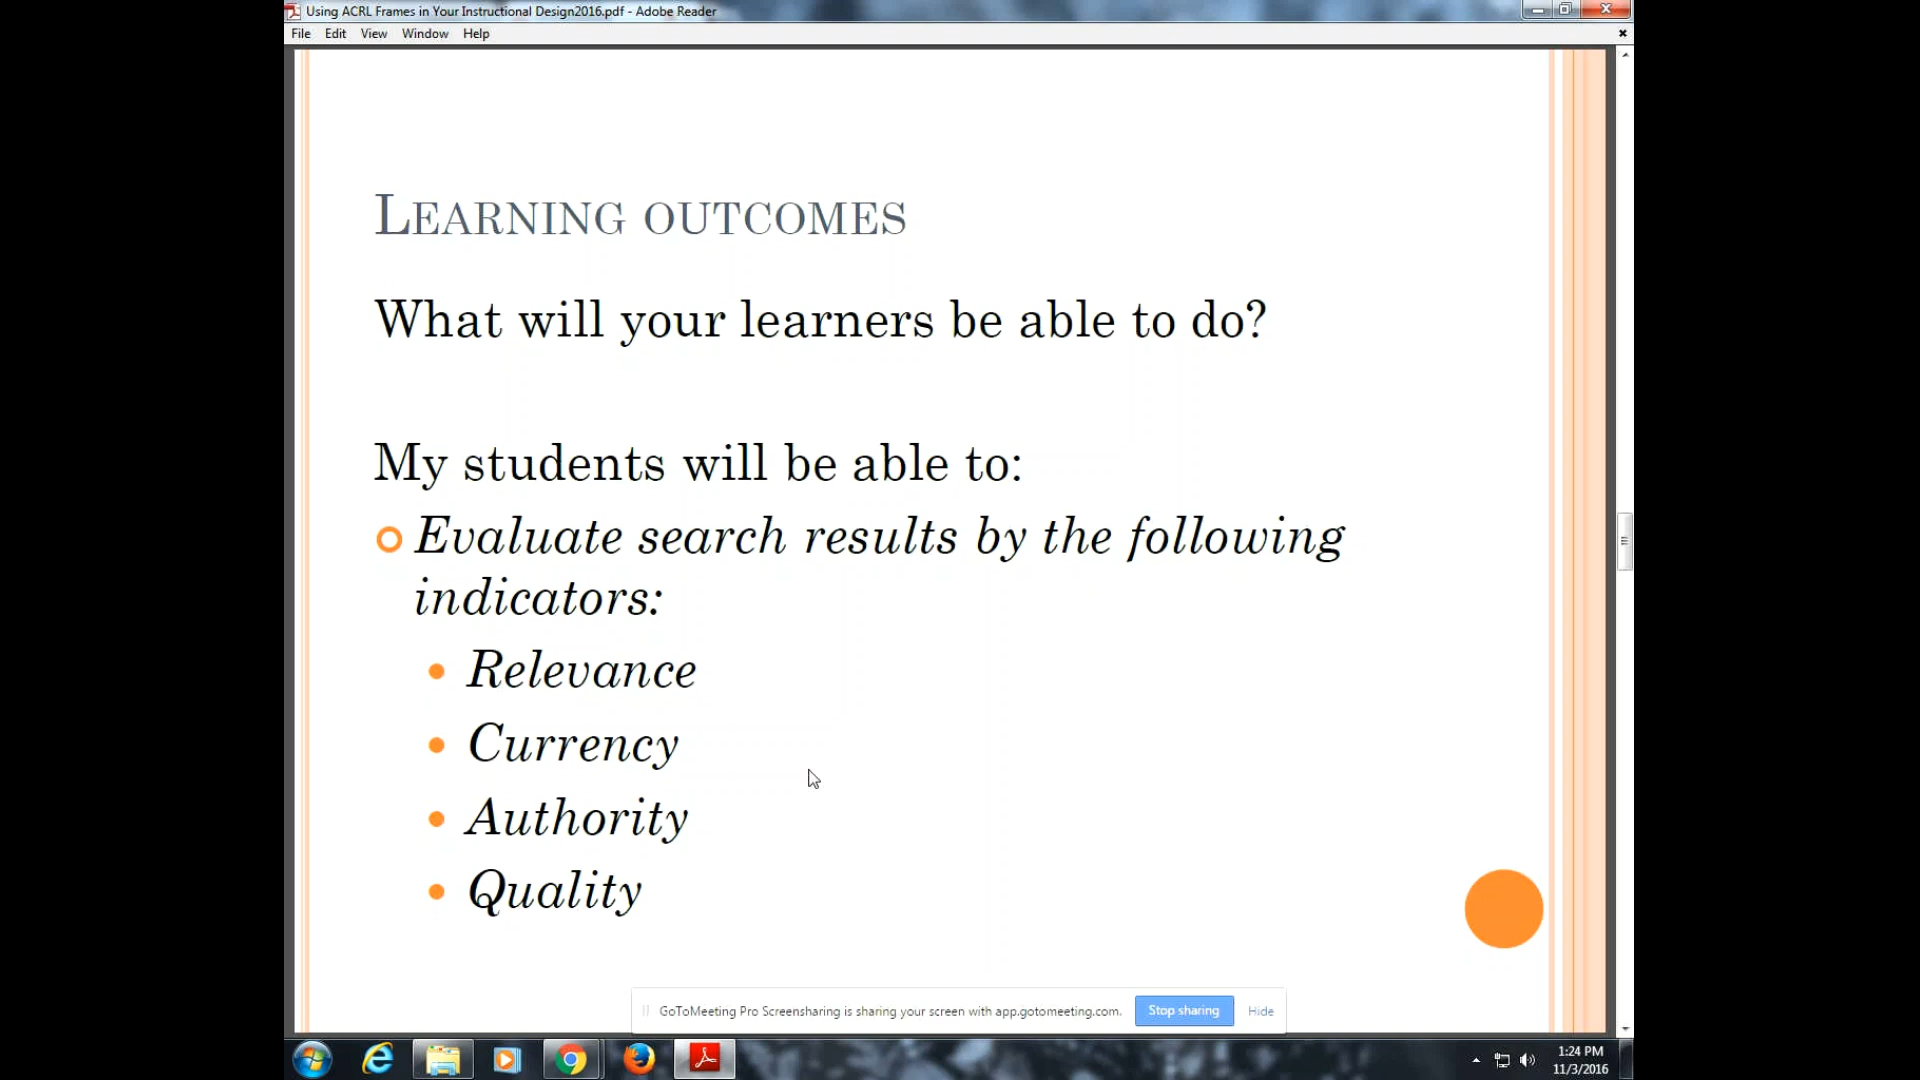 Using ACRL Frames in Your Instructional Design2016.pdf - Adobe Reader
File Edit View Window Help
LEARNING OUTCOMES
What will your learners be able to do?
My students will be able to:
Evaluate search results by the following
indicators:
Relevance
Currency
Authority
Quality
GoToMeeting Pro Screensharing is sharing your screen with app.gotomeeting.com. Stop sharing Hide
1:24 PM
11/3/2016